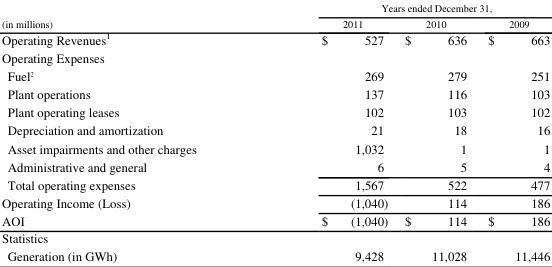 Years ended December 31,
(in millions) 2011 2010 2009
Operating Revenues1 $ 527 $ 636 $ 663
Operating Expenses
Fuel2 269 279 251
Plant operations 137 116 103
Plant operating leases 102 103 102
Depreciation and amortization 21 18 16
Asset impairments and other charges 1,032 1 1
Administrative and general 6 5 4
Total operating expenses 1,567 522 477
Operating Income (Loss) (1,040) 114 186
AOI $ (1,040) $ 114 $ 186
Statistics
Generation (in GWh) 9,428 11,028 11,446